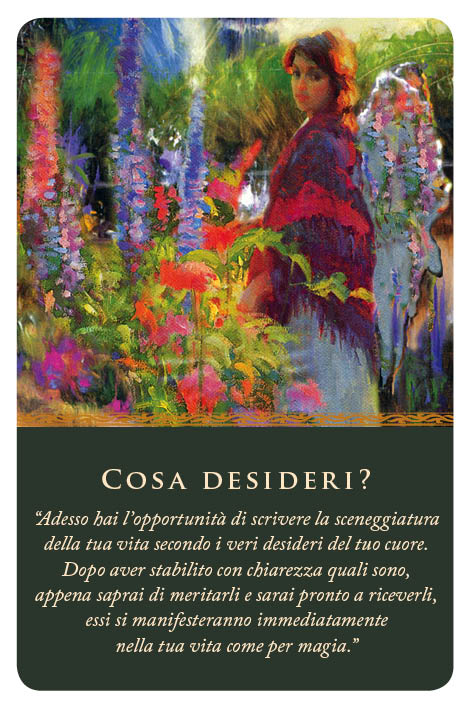 Cosa desideri?
“Adesso hai l’opportunità di scrivere la sceneggiatura
della tua vita secondo i veri desideri del tuo cuore.
Dopo aver stabilito con chiarezza quali sono,
appena saprai di meritarli e sarai pronto a riceverli,
essi si manifesteranno immediatamente
nella tua vita come per magia.”